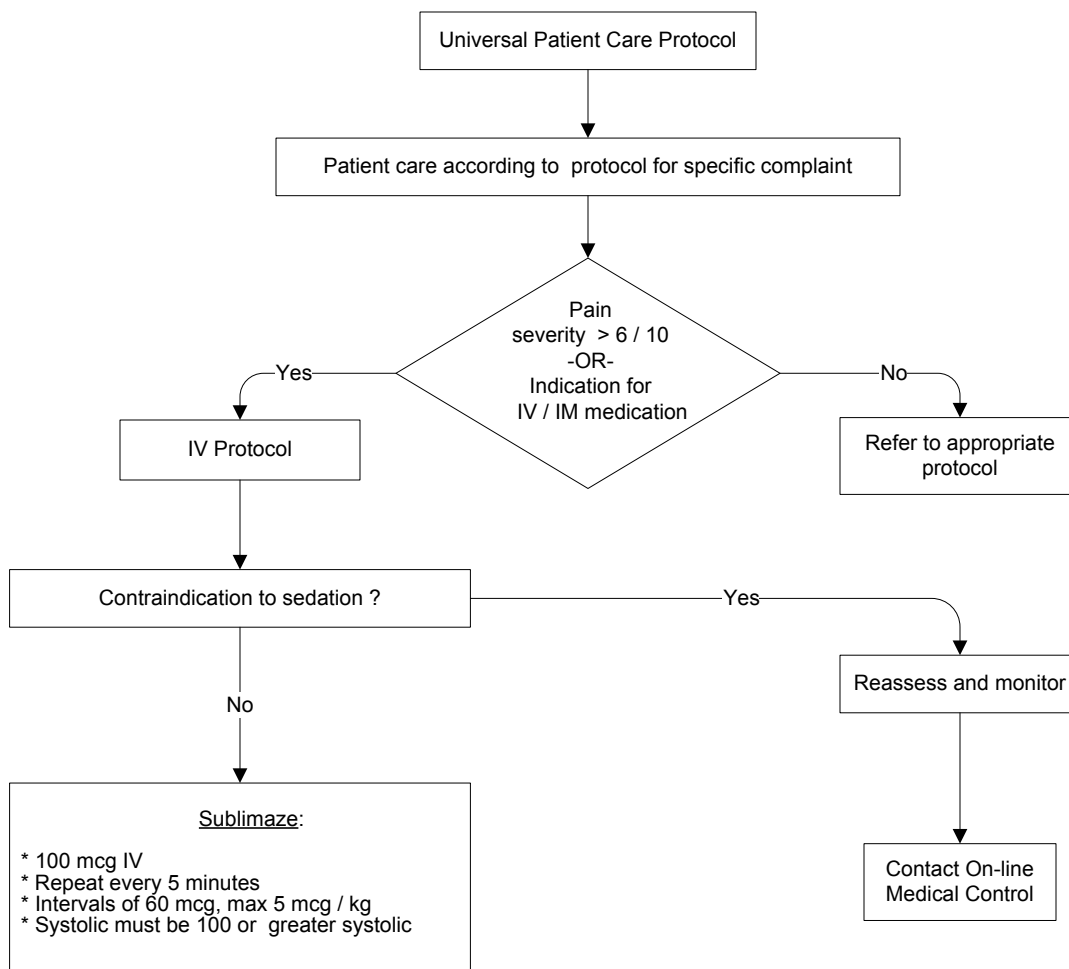 Universal Patient Care Protocol
Patient care according to protocol for specific complaint
Pain
severity > 6 / 10
-OR-
Indication for
IV / IM medication
Yes
No
IV Protocol
Refer to appropriate
protocol
Contraindication to sedation ?
Yes
Reassess and monitor
No
Sublimaze:
* 100 mcg IV
* Repeat every 5 minutes
* Intervals of 60 mcg, max 5 mcg / kg
* Systolic must be 100 or greater systolic
Contact On-line
Medical Control